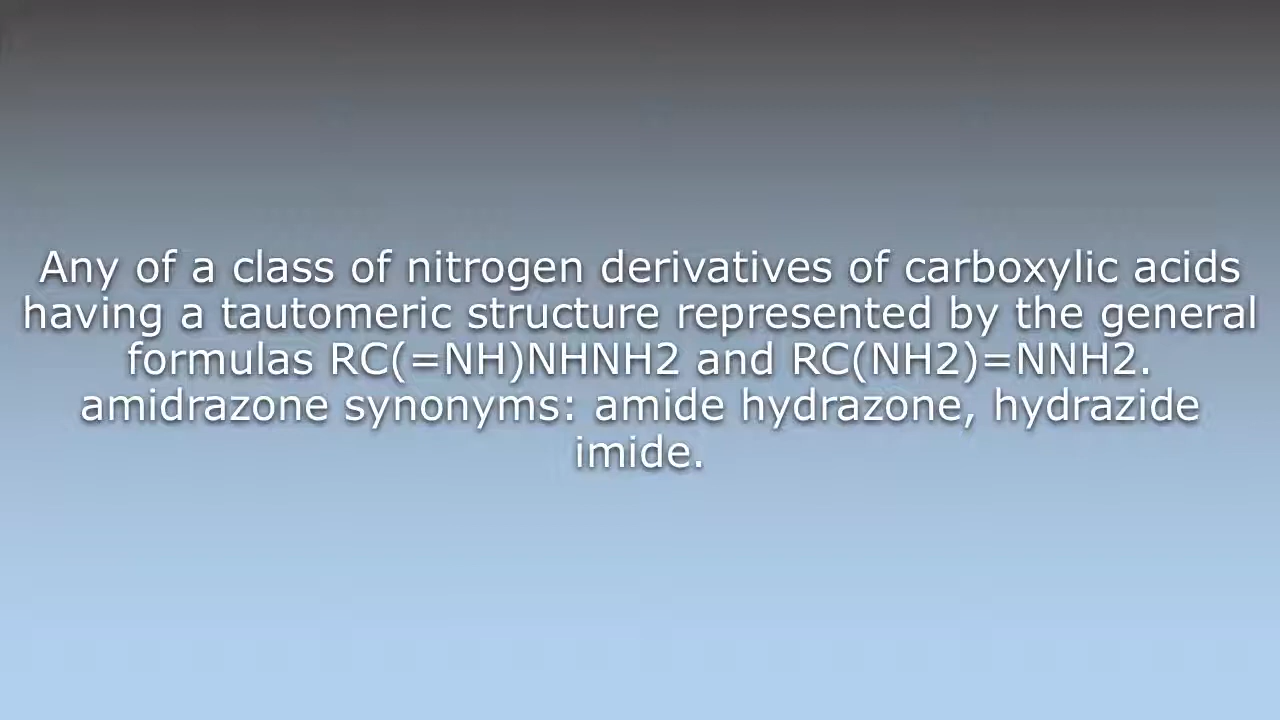 Any of a class of nitrogen derivatives of carboxylic acids
having a tautomeric structure represented by the general
formulas RC(=NH)NHNH2 and RC(NH2)=NNH2.
amidrazone synonyms: amide hydrazone, hydrazide
imide.